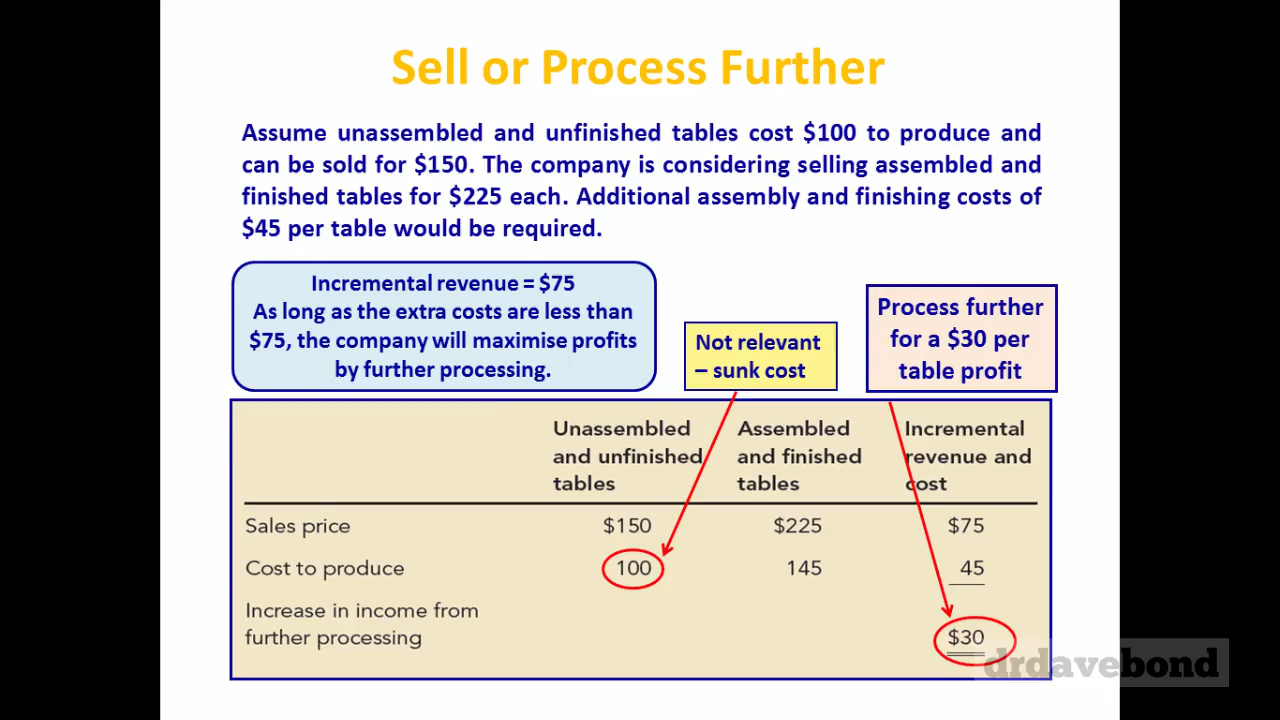 Sell or Process Further
Assume unassembled and unfinished tables cost $100 to produce and
can be sold for $150. The company is considering selling assembled and
finished tables for $225 each. Additional assembly and finishing costs of
$45 per table would be required.
Incremental revenue = $75
As long as the extra costs are less than
$75, the company will maximise profits
by further processing.
Not relevant
– sunk cost
Process further
for a $30 per
table profit
Unassembled
and unfinished
tables
Assembled
and finished
tables
Incremental
revenue and
cost
Sales price $150 $225 $75
Cost to produce 100 145 45
Increase in income from
further processing $30
drdavebond